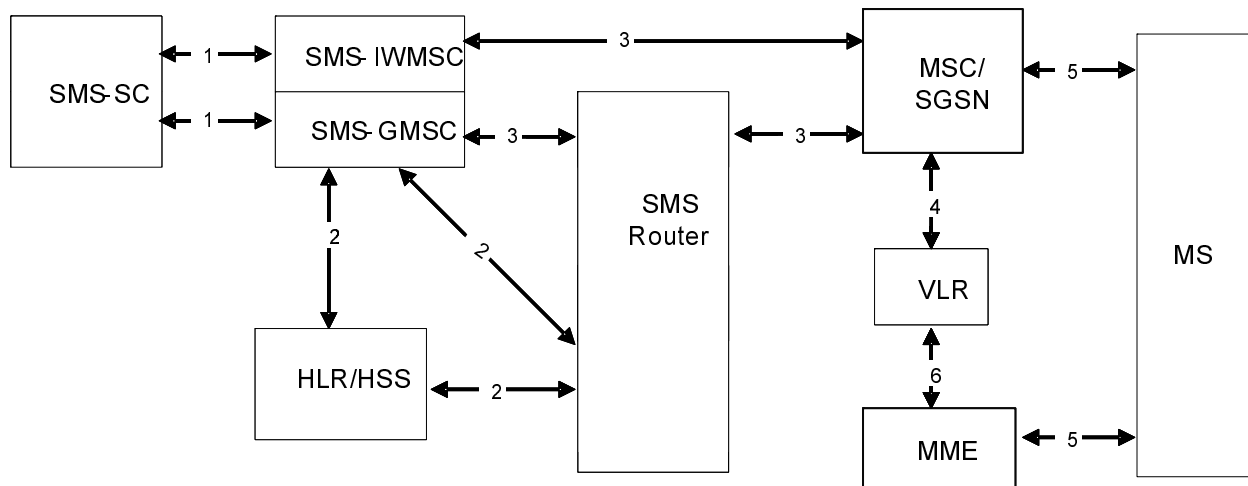 SMS-SC
1
1
SMS-IWMSC
SMS-GMSC
3
3
3
MSC/
SGSN
5
2
2
SMS
Router
4
MS
VLR
HLR/HSS
2
6
MME
5